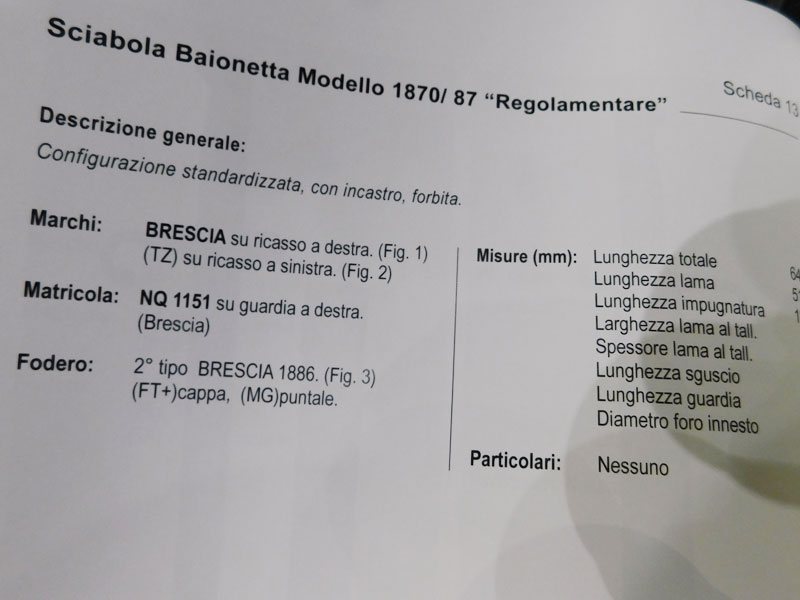 Sciabola Baionetta Modello 1870/ 87 “Regolamentare”
Scheda 13
Descrizione generale:
Configurazione standardizzata, con incastro, forbita.
Marchi: BRESCIA su ricasso a destra. (Fig. 1)
(TZ) su ricasso a sinistra. (Fig. 2)
Matricola: NQ 1151 su guardia a destra.
(Brescia)
Fodero: 2° tipo BRESCIA 1886. (Fig. 3)
(FT+)cappa, (MG)puntale.
Misure (mm): Lunghezza totale
Lunghezza lama
Lunghezza impugnatura
Larghezza lama al tall.
Spessore lama al tall.
Lunghezza sguscio
Lunghezza guardia
Diametro foro innesto
Particolari: Nessuno